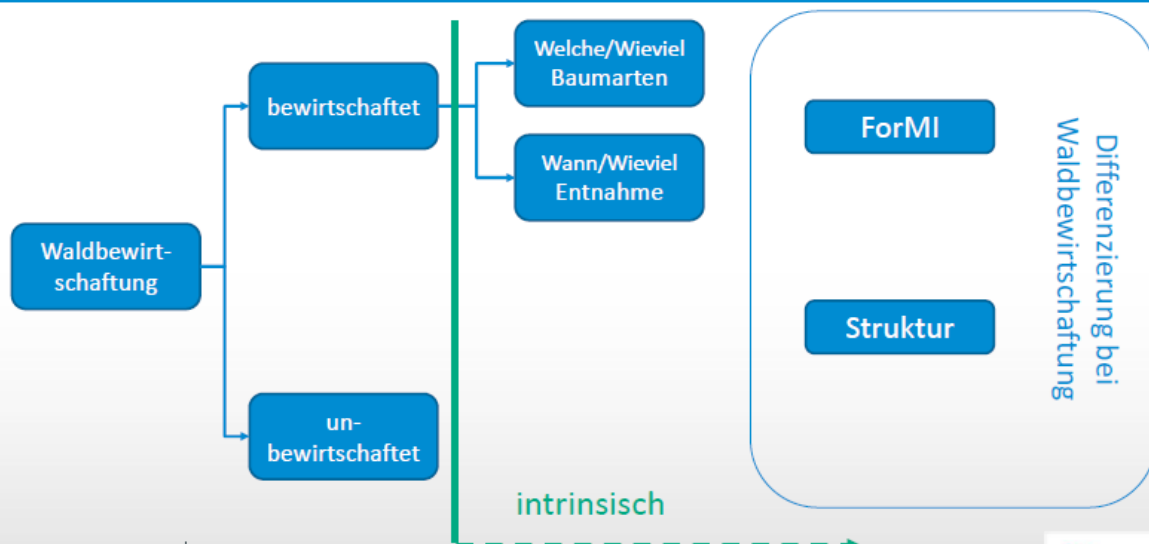 Welche/Wieviel
Baumarten
bewirtschaftet
Wann/Wieviel
Entnahme
Waldbewirt-
schaftung
un-
bewirtschaftet
intrinsisch
ForMI
Struktur
Differenzierung bei
Waldbewirtschaftung